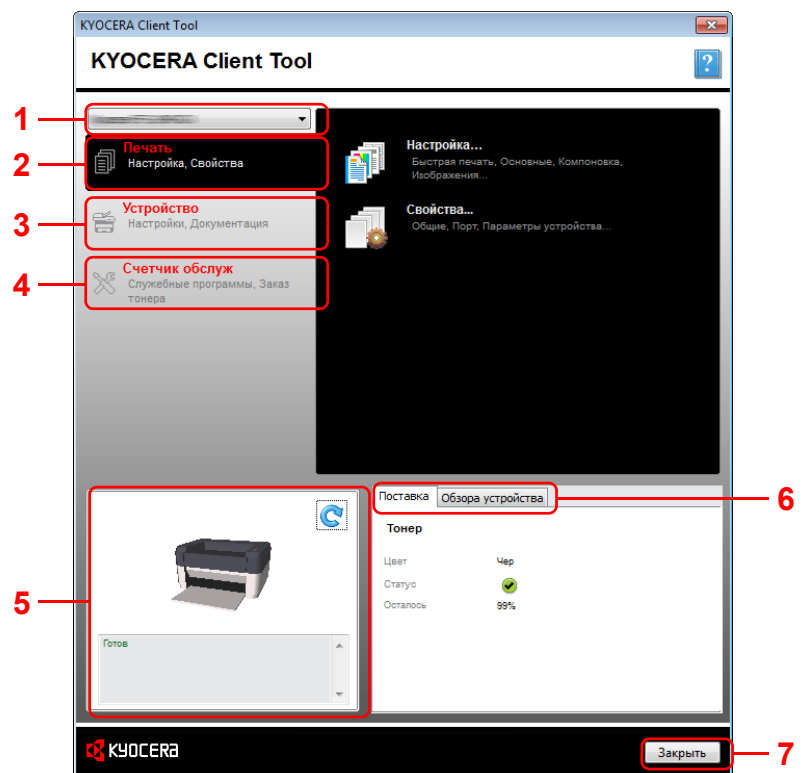 KYOCERA Client Tool
KYOCERA Client Tool
?
1
2
Печать
Настройка, Свойства
3
Устройство
Настройки, Документация
4
Счетчик обслуж
Служебные программы, Заказ
тонера
Настройка...
Быстрая печать, Основные, Компоновка,
Изображения...
Свойства...
Общие, Порт, Параметры устройства...
5
Готов
Поставка
Обзора устройства
6
Тонер
Цвет
Чер
Статус
Осталось
99%
KYOCERA
Закрыть
7